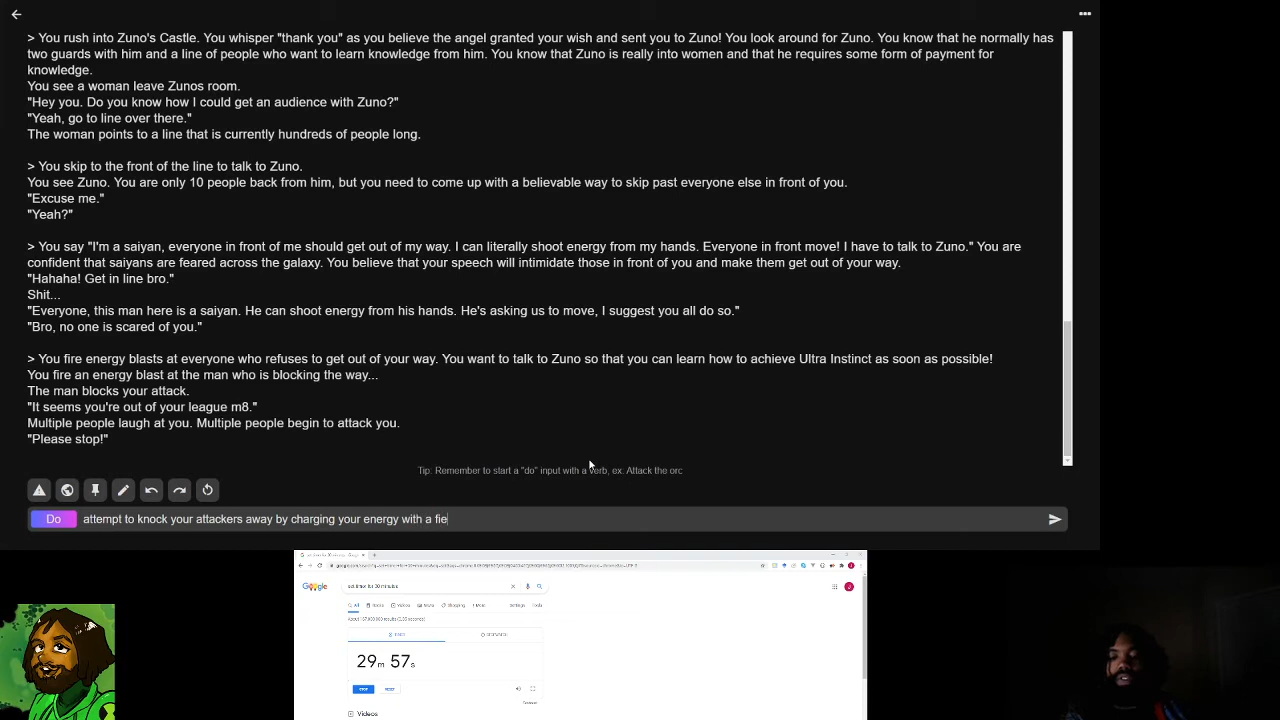 > You rush into Zuno's Castle. You whisper "thank you" as you believe the angel granted your wish and sent you to Zuno! You look around for Zuno. You know that he normally has
two guards with him and a line of people who want to learn knowledge from him. You know that Zuno is really into women and that he requires some form of payment for
knowledge.
You see a woman leave Zunos room.
"Hey you. Do you know how I could get an audience with Zuno?"
"Yeah, go to line over there."
The woman points to a line that is currently hundreds of people long.
> You skip to the front of the line to talk to Zuno.
You see Zuno. You are only 10 people back from him, but you need to come up with a believable way to skip past everyone else in front of you.
"Excuse me."
"Yeah?"
> You say "I'm a saiyan, everyone in front of me should get out of my way. I can literally shoot energy from my hands. Everyone in front move! I have to talk to Zuno." You are
confident that saiyans are feared across the galaxy. You believe that your speech will intimidate those in front of you and make them get out of your way.
"Hahaha! Get in line bro."
Shit...
"Everyone, this man here is a saiyan. He can shoot energy from his hands. He's asking us to move, I suggest you all do so."
"Bro, no one is scared of you."
> You fire energy blasts at everyone who refuses to get out of your way. You want to talk to Zuno so that you can learn how to achieve Ultra Instinct as soon as possible!
You fire an energy blast at the man who is blocking the way...
The man blocks your attack.
"It seems you're out of your league m8."
Multiple people laugh at you. Multiple people begin to attack you.
"Please stop!"
Tip: Remember to start a "do" input with a verb, ex. Attack the orc
Do attempt to knock your attackers away by charging your energy with a fie
Google set timer for 30 minutes
All Videos Shopping More Settings Tools
29m 57s
STOP RESET
Videos